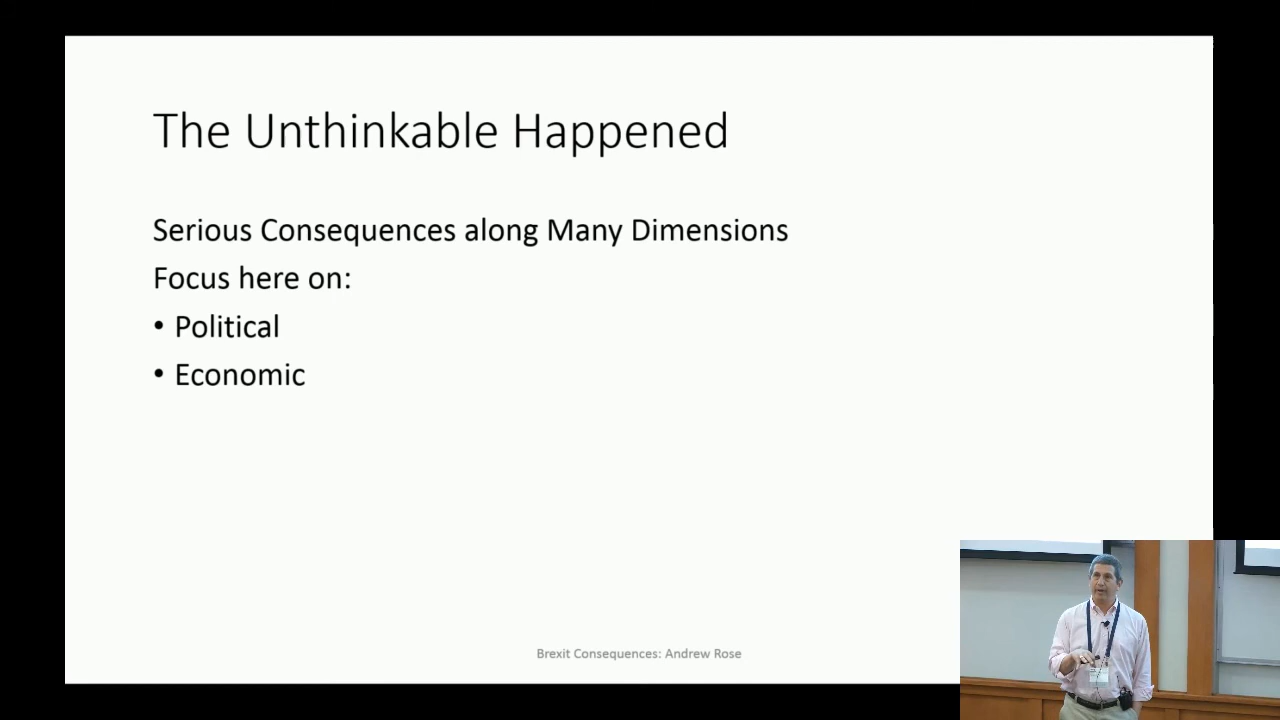 The Unthinkable Happened
Serious Consequences along Many Dimensions
Focus here on:
• Political
• Economic
Brexit Consequences: Andrew Rose